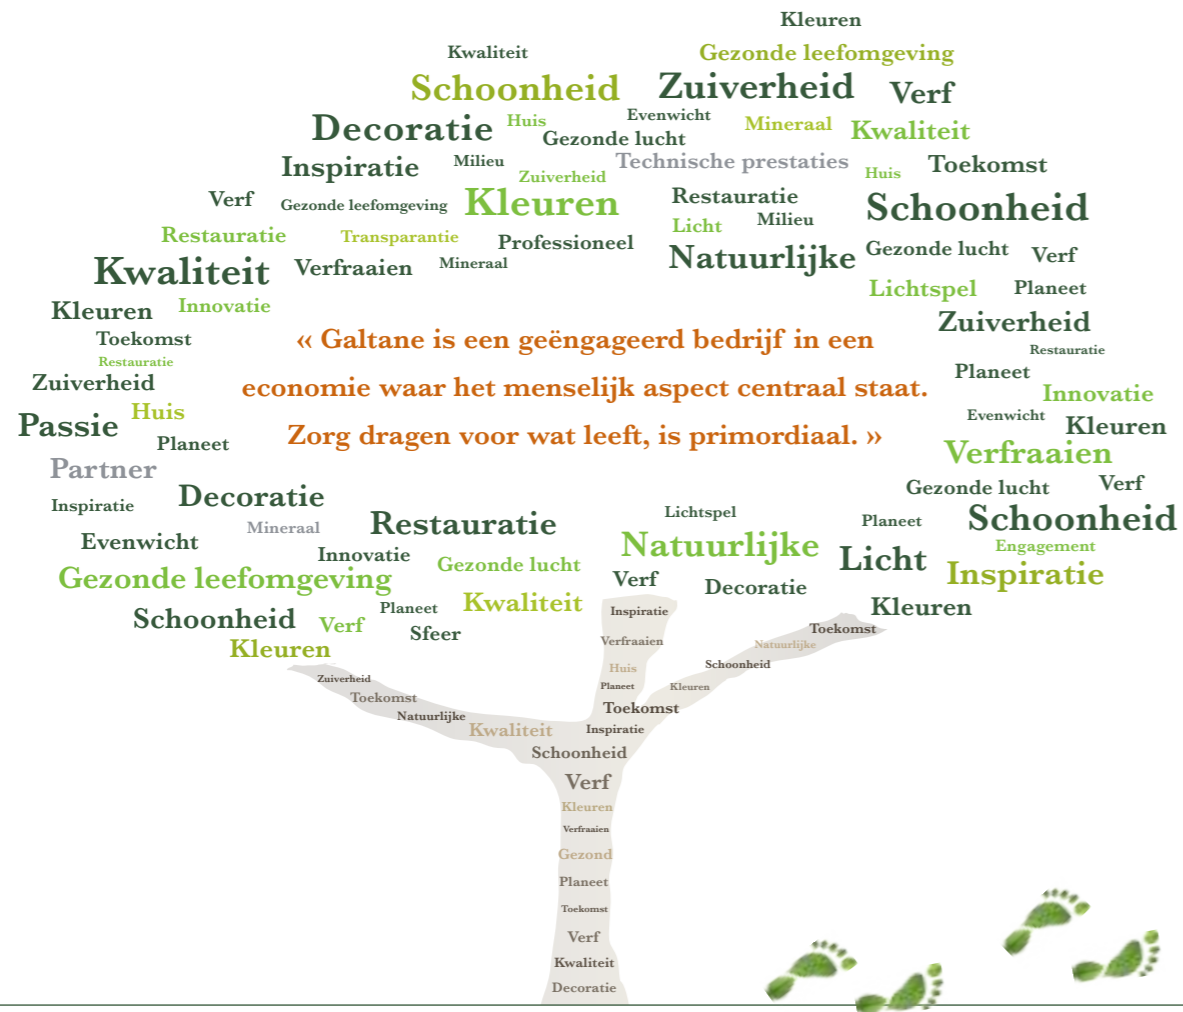 Kleuren
Kwaliteit
Gezonde leefomgeving
Schoonheid
Zuiverheid
Verf
Decoratie
Huis
Evenwicht
Gezonde lucht
Mineraal
Kwaliteit
Inspiratie
Milieu
Zuiverheid
Technische prestaties
Huis
Toekomst
Verf
Gezonde leefomgeving
Kleuren
Restauratie
Schoonheid
Restauratie
Transparantie
Professioneel
Licht
Milieu
Kwaliteit
Verfraaien
Mineraal
Natuurlijke
Gezonde lucht
Verf
Kleuren
Innovatie
Lichtspel
Planeet
Toekomst
Zuiverheid
Restauratie
Restauratie
Zuiverheid
Planeet
Innovatie
« Galtane is een geëngageerd bedrijf in een
economie waar het menselijk aspect centraal staat.
Zorg dragen voor wat leeft, is primordiaal. »
Huis
Passie
Planeet
Evenwicht
Kleuren
Verfraaien
Partner
Inspiratie
Decoratie
Gezonde lucht
Verf
Mineraal
Restauratie
Lichtspel
Planeet
Schoonheid
Evenwicht
Innovatie
Gezonde lucht
Natuurlijke
Licht
Engagement
Gezonde leefomgeving
Verf
Decoratie
Inspiratie
Schoonheid
Verf
Planeet
Kwaliteit
Kleuren
Kleuren
Sfeer
Inspiratie
Toekomst
Verfraaien
Natuurlijke
Huis
Schoonheid
Zuiverheid
Planeet
Kleuren
Toekomst
Toekomst
Natuurlijke
Kwaliteit
Inspiratie
Schoonheid
Verf
Kleuren
Verfraaien
Gezond
Planeet
Toekomst
Verf
Kwaliteit
Decoratie